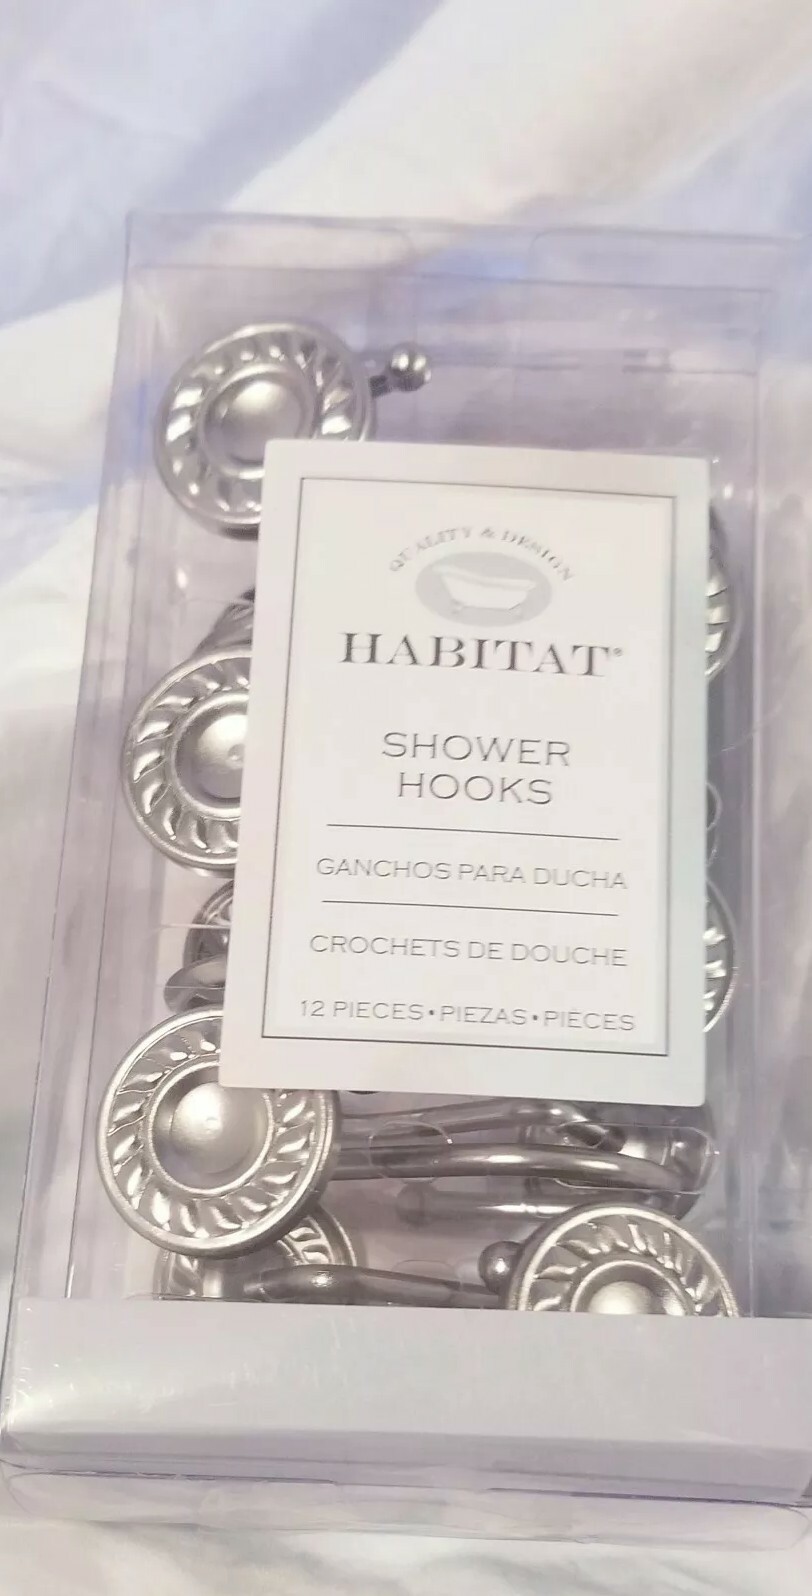 QUALITY & DESIGN
HABITAT®
SHOWER
HOOKS
GANCHOS PARA DUCHA
CROCHETS DE DOUCHE
12 PIECES•PIEZAS•PIÈCES